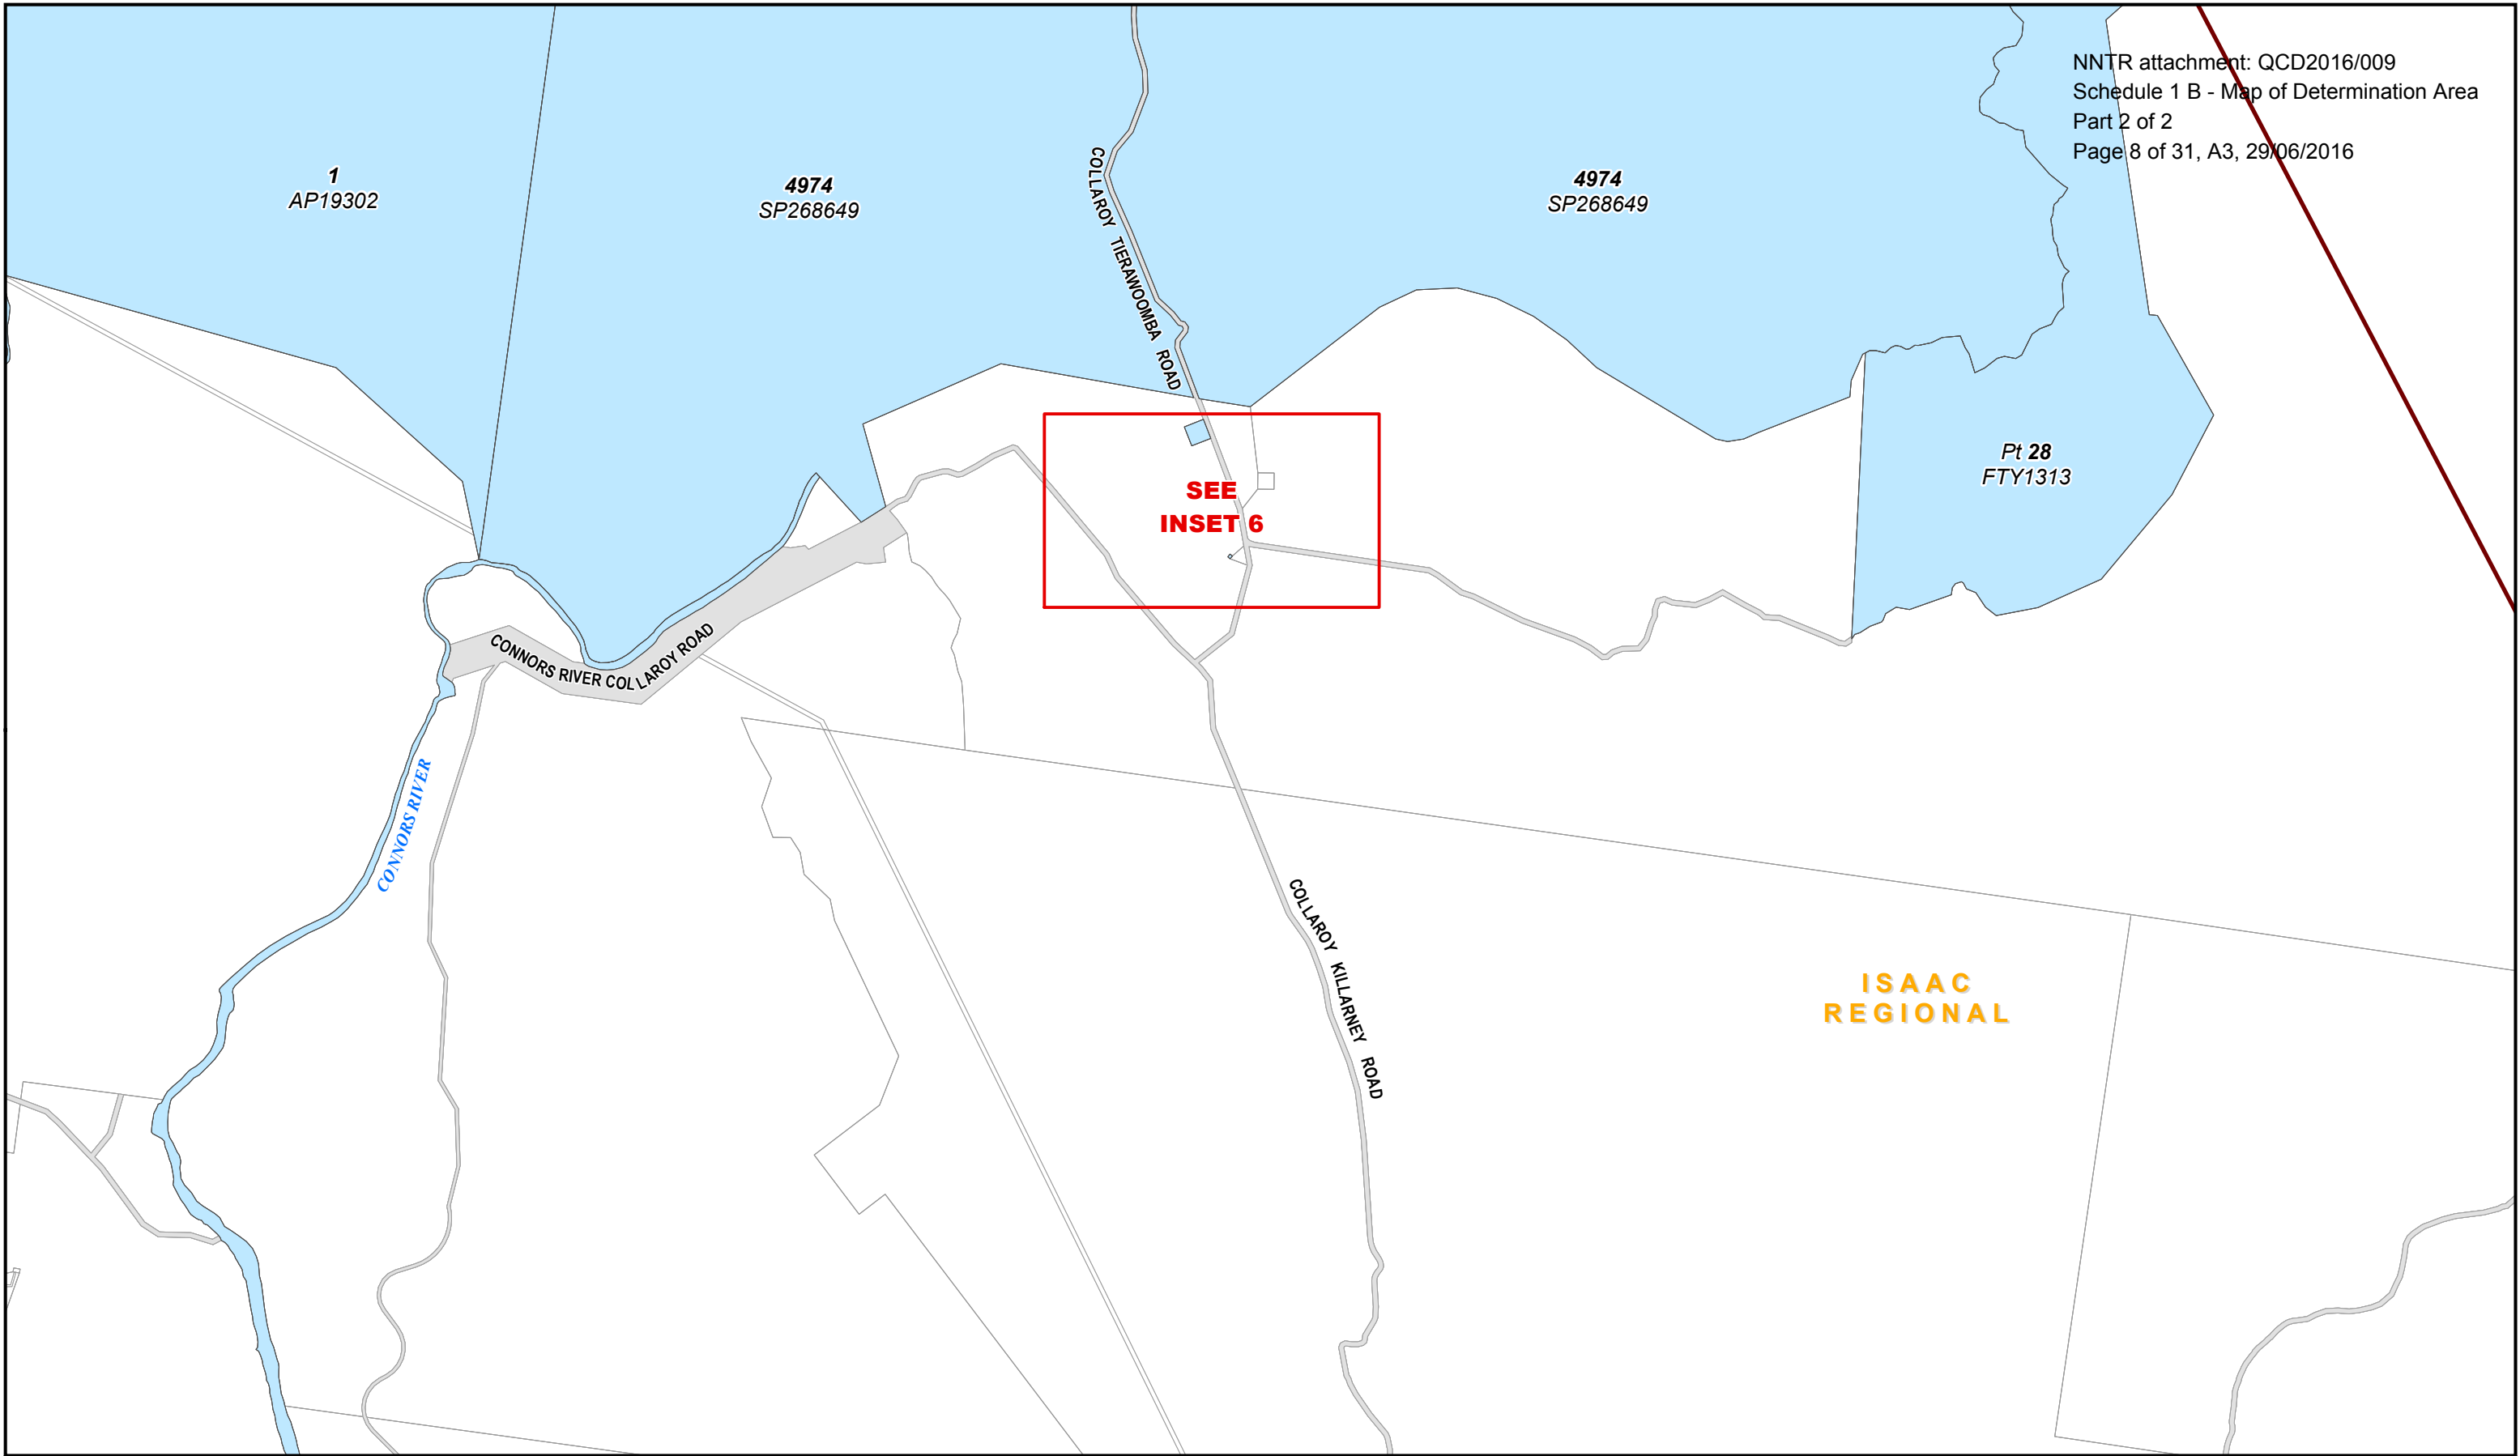 NNTR attachment: QCD2016/009
Schedule 1 B - Map of Determination Area
Part 2 of 2
Page 8 of 31, A3, 29/06/2016
1
AP19302
4974
SP268649
4974
SP268649
COLLAROY TIERAWOOMBA ROAD
Pt 28
FTY1313
SEE
INSET 6
CONNORS RIVER COLLAROY ROAD
CONNORS RIVER
COLLAROY KILLARNEY ROAD
ISAAC
REGIONAL